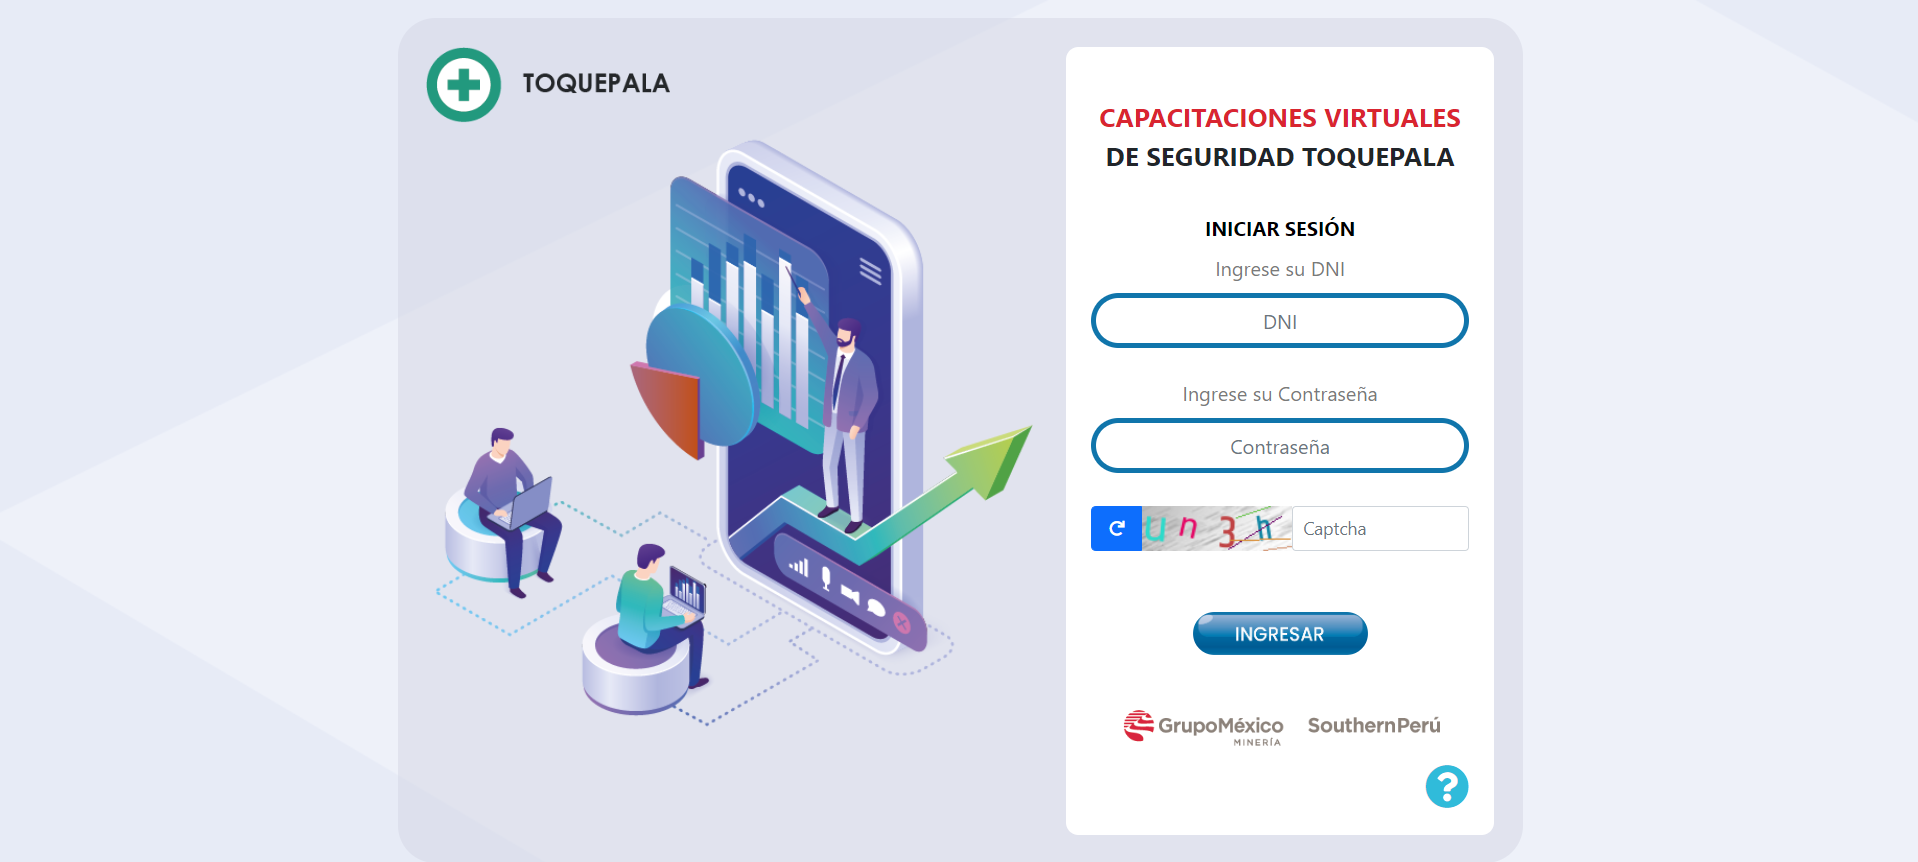 TOQUEPALA
CAPACITACIONES VIRTUALES
DE SEGURIDAD TOQUEPALA
INICIAR SESIÓN
Ingrese su DNI
DNI
Ingrese su Contraseña
Contraseña
un3h
Captcha
INGRESAR
GrupoMéxico
MINERÍA
SouthernPerú